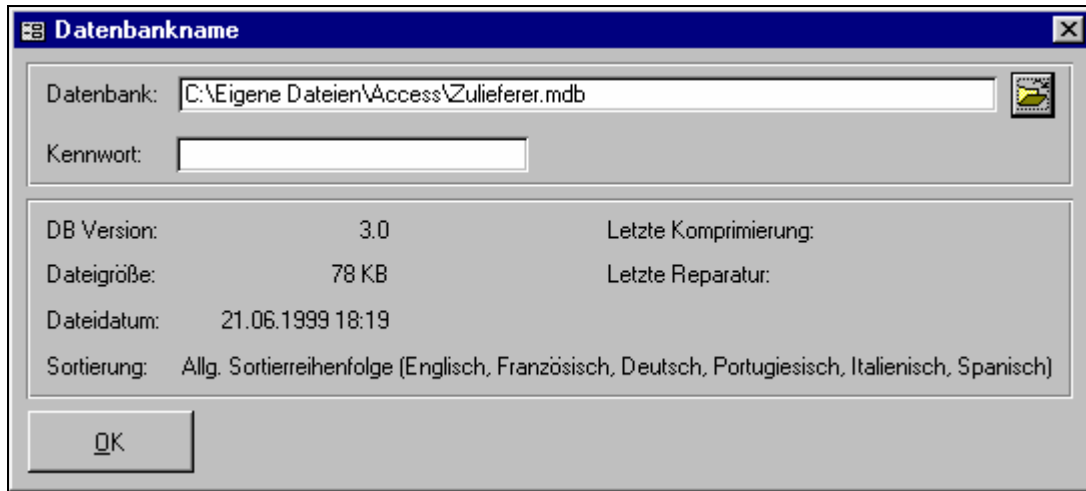 Datenbankname
Datenbank: C:\Eigene Dateien\Access\Zulieferer.mdb
Kennwort:
DB Version: 3.0 Letzte Komprimierung:
Dateigröße: 78 KB Letzte Reparatur:
Dateidatum: 21.06.1999 18:19
Sortierung: Allg. Sortierreihenfolge (Englisch, Französisch, Deutsch, Portugiesisch, Italienisch, Spanisch)
OK